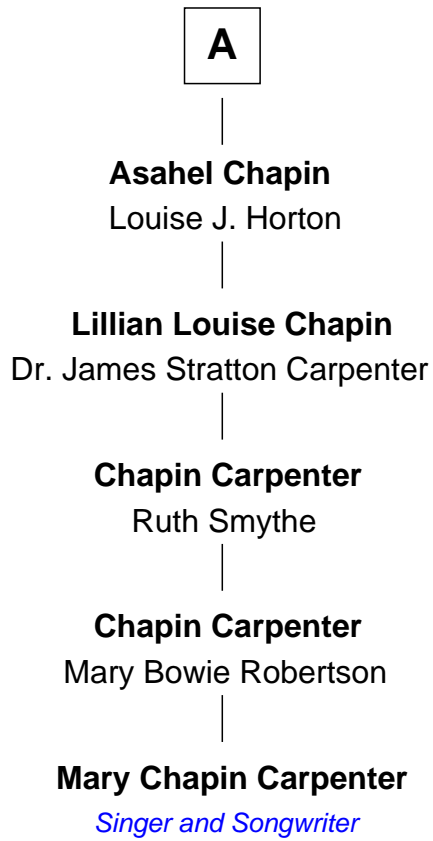 A
Asahel Chapin
Louise J. Horton
Lillian Louise Chapin
Dr. James Stratton Carpenter
Chapin Carpenter
Ruth Smythe
Chapin Carpenter
Mary Bowie Robertson
Mary Chapin Carpenter
Singer and Songwriter